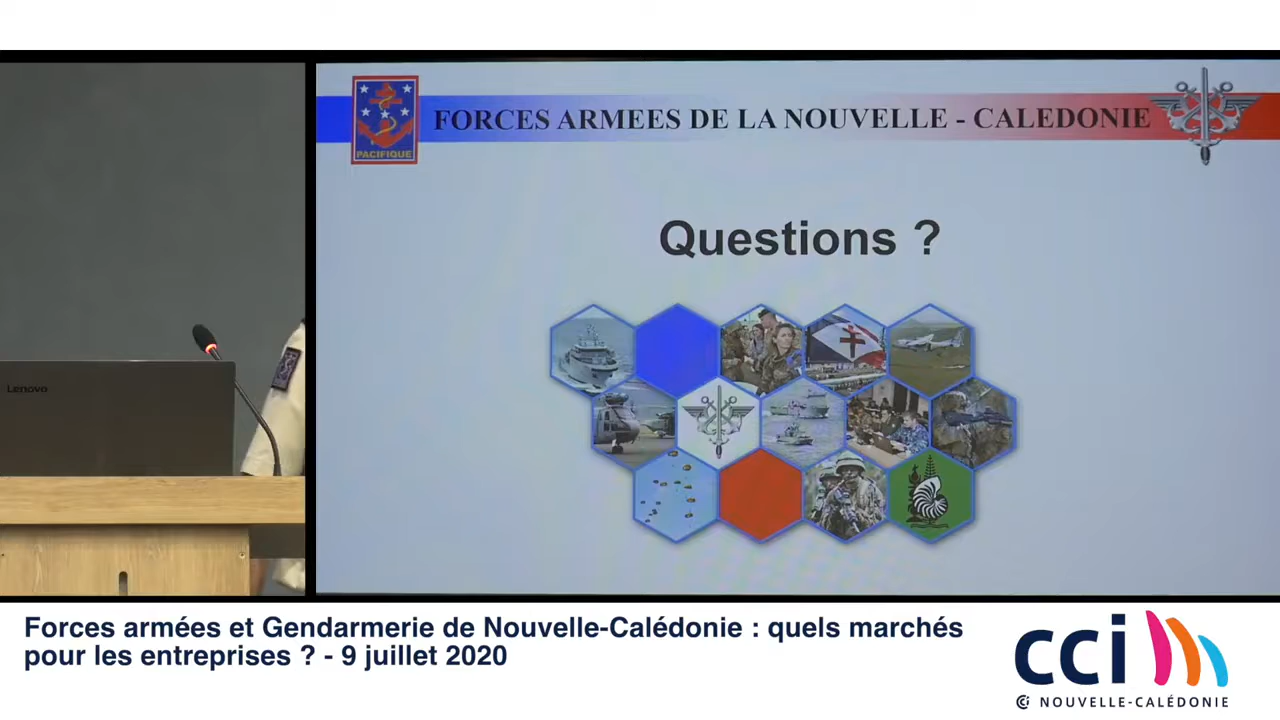 PACIFIQUE
FORCES ARMEES DE LA NOUVELLE - CALEDONIE
Questions ?
Lenovo
Forces armées et Gendarmerie de Nouvelle-Calédonie : quels marchés
pour les entreprises ? - 9 juillet 2020
cci
NOUVELLE-CALÉDONIE